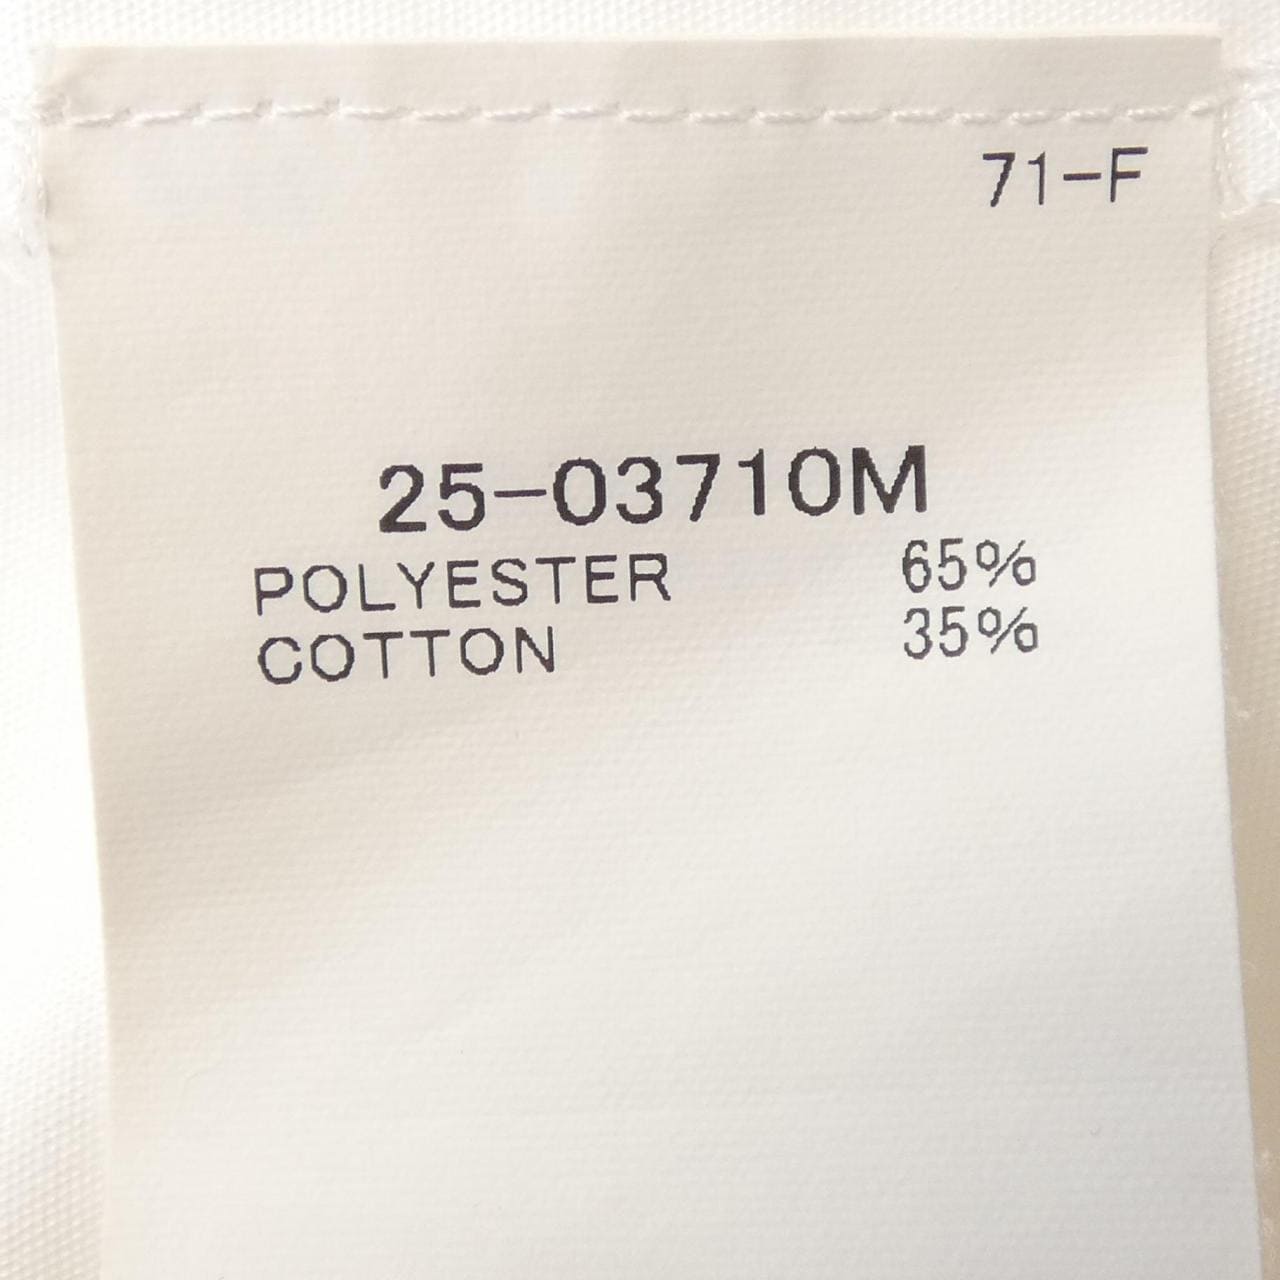 71-F
25-03710M
POLYESTER 65%
COTTON 35%